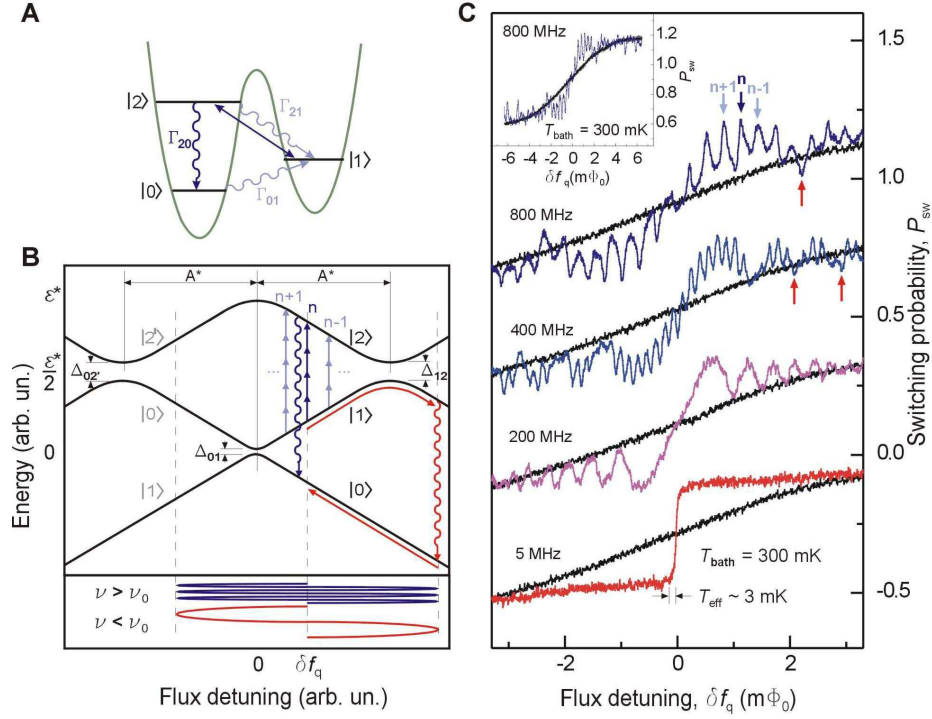 A
|2⟩
Γ21
Γ20
|1⟩
|0⟩
Γ01
B
A*
A*
ε*
n+1
n
n-1
|2'⟩
|2⟩
ε*
2
Δ02'
Δ12
...
...
|0⟩
|1⟩
0
Δ01
|1⟩
|0⟩
Energy (arb. un.)
ν > ν0
ν < ν0
0
δfq
Flux detuning (arb. un.)
C
800 MHz
1.2
1.0
0.8
0.6
Psw
Tbath = 300 mK
-6
-4
-2
0
2
4
6
δfq (mΦ0)
n+1
n
n-1
1.5
1.0
0.5
0.0
-0.5
Switching probability, Psw
800 MHz
400 MHz
200 MHz
5 MHz
Tbath = 300 mK
Teff ~ 3 mK
-2
0
2
Flux detuning, δfq (mΦ0)